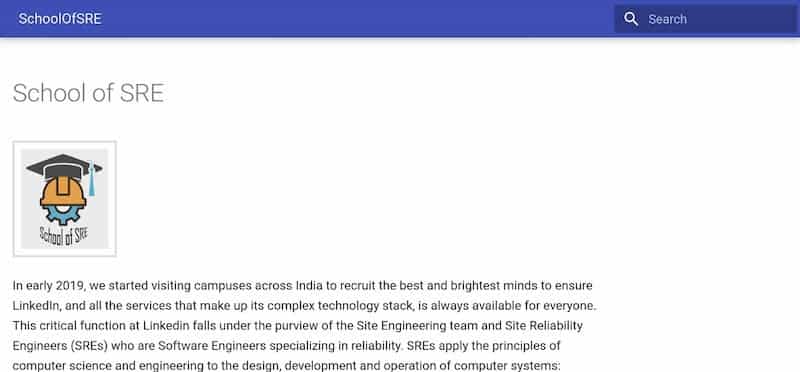 SchoolOfSRE
Search
School of SRE
School of SRE
In early 2019, we started visiting campuses across India to recruit the best and brightest minds to ensure
LinkedIn, and all the services that make up its complex technology stack, is always available for everyone.
This critical function at Linkedin falls under the purview of the Site Engineering team and Site Reliability
Engineers (SREs) who are Software Engineers specializing in reliability. SREs apply the principles of
computer science and engineering to the design, development and operation of computer systems: